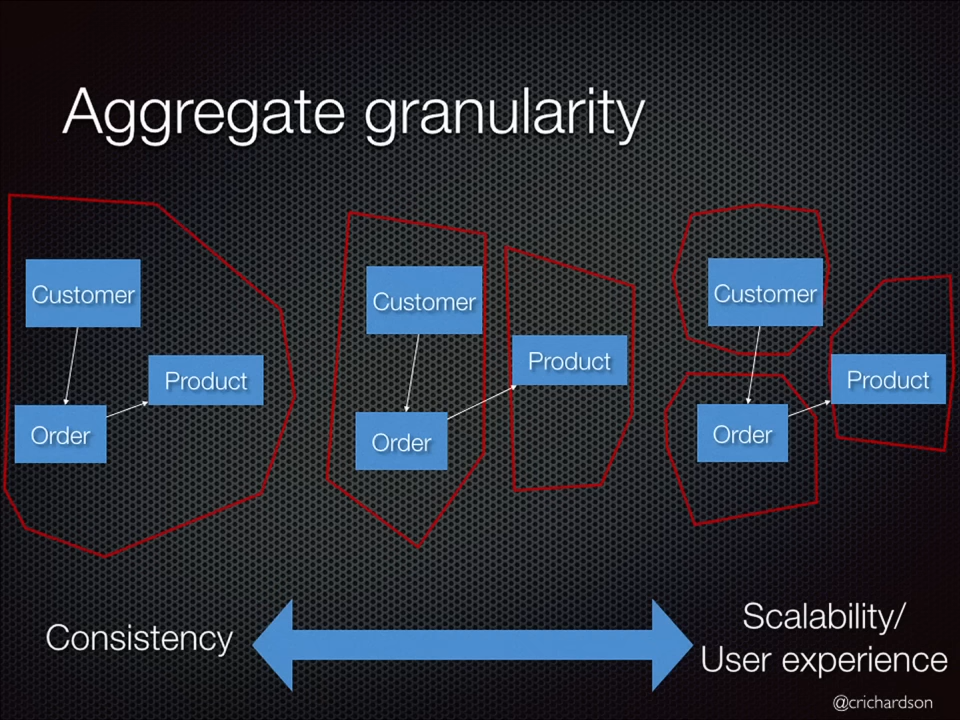 Aggregate granularity
Customer
Product
Order
Customer
Product
Order
Customer
Product
Order
Consistency
Scalability/
User experience
@crichardson